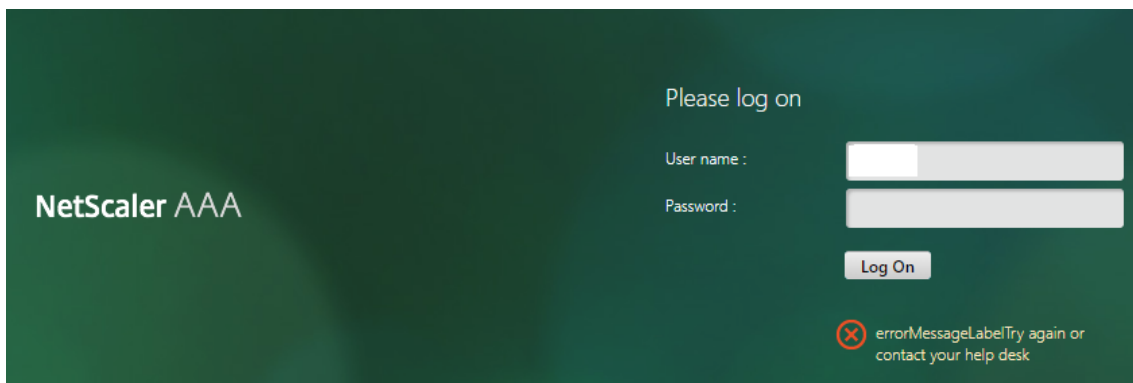 Please log on
User name :
NetScaler AAA
Password :
Log On
errorMessageLabelTry again or
contact your help desk